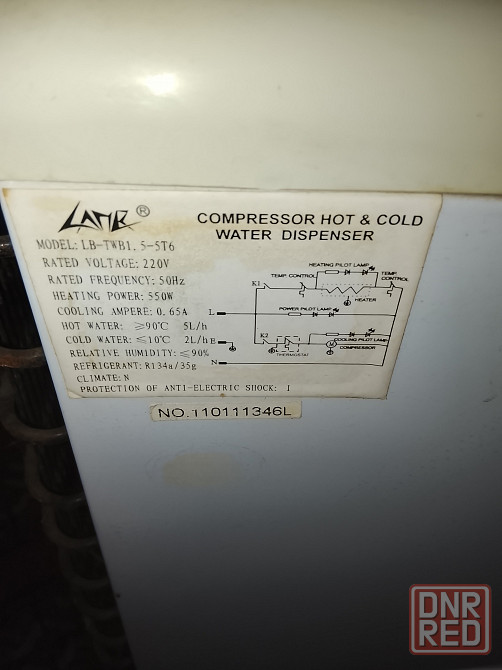 LAMB®
COMPRESSOR HOT & COLD
WATER DISPENSER
MODEL: LB-TWB1.5-5T6
RATED VOLTAGE: 220V
RATED FREQUENCY: 50Hz
HEATING POWER: 550W
COOLING AMPERE: 0.65A
HOT WATER: ≥90℃ 5L/h
COLD WATER: ≤10℃ 2L/h
RELATIVE HUMIDITY: ≤90%
REFRIGERANT: R134a/35g
CLIMATE: N
PROTECTION OF ANTI-ELECTRIC SHOCK: I
HEATING PILOT LAMP
TEMP. CONTROL
TEMP. CONTROL
K1
HEATER
L
POWER PILOT LAMP
K2
COOLING PILOT LAMP
E
M
COMPRESSOR
THERMOSTAT
N
NO.110111346L
DNR
RED